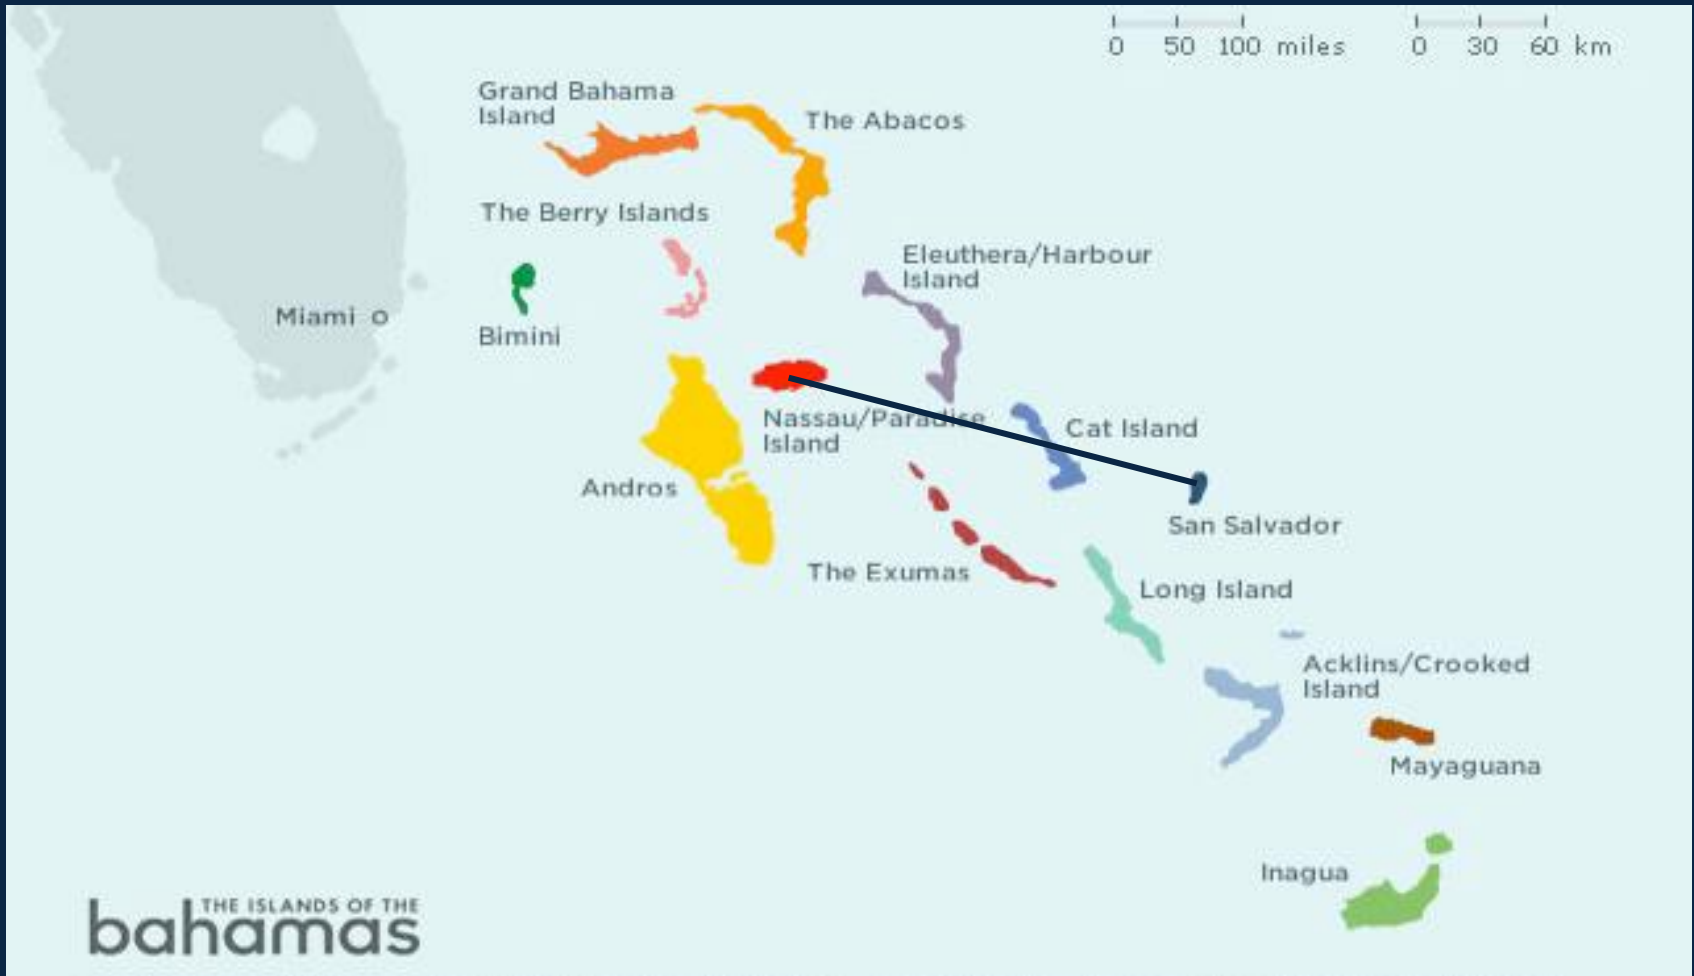 0 50 100 miles 0 30 60 km
Grand Bahama
Island
The Abacos
The Berry Islands
Eleuthera/Harbour
Island
Miami
Bimini
Nassau/Paradise
Island
Cat Island
Andros
San Salvador
The Exumas
Long Island
Acklins/Crooked
Island
Mayaguana
Inagua
THE ISLANDS OF THE
bahamas